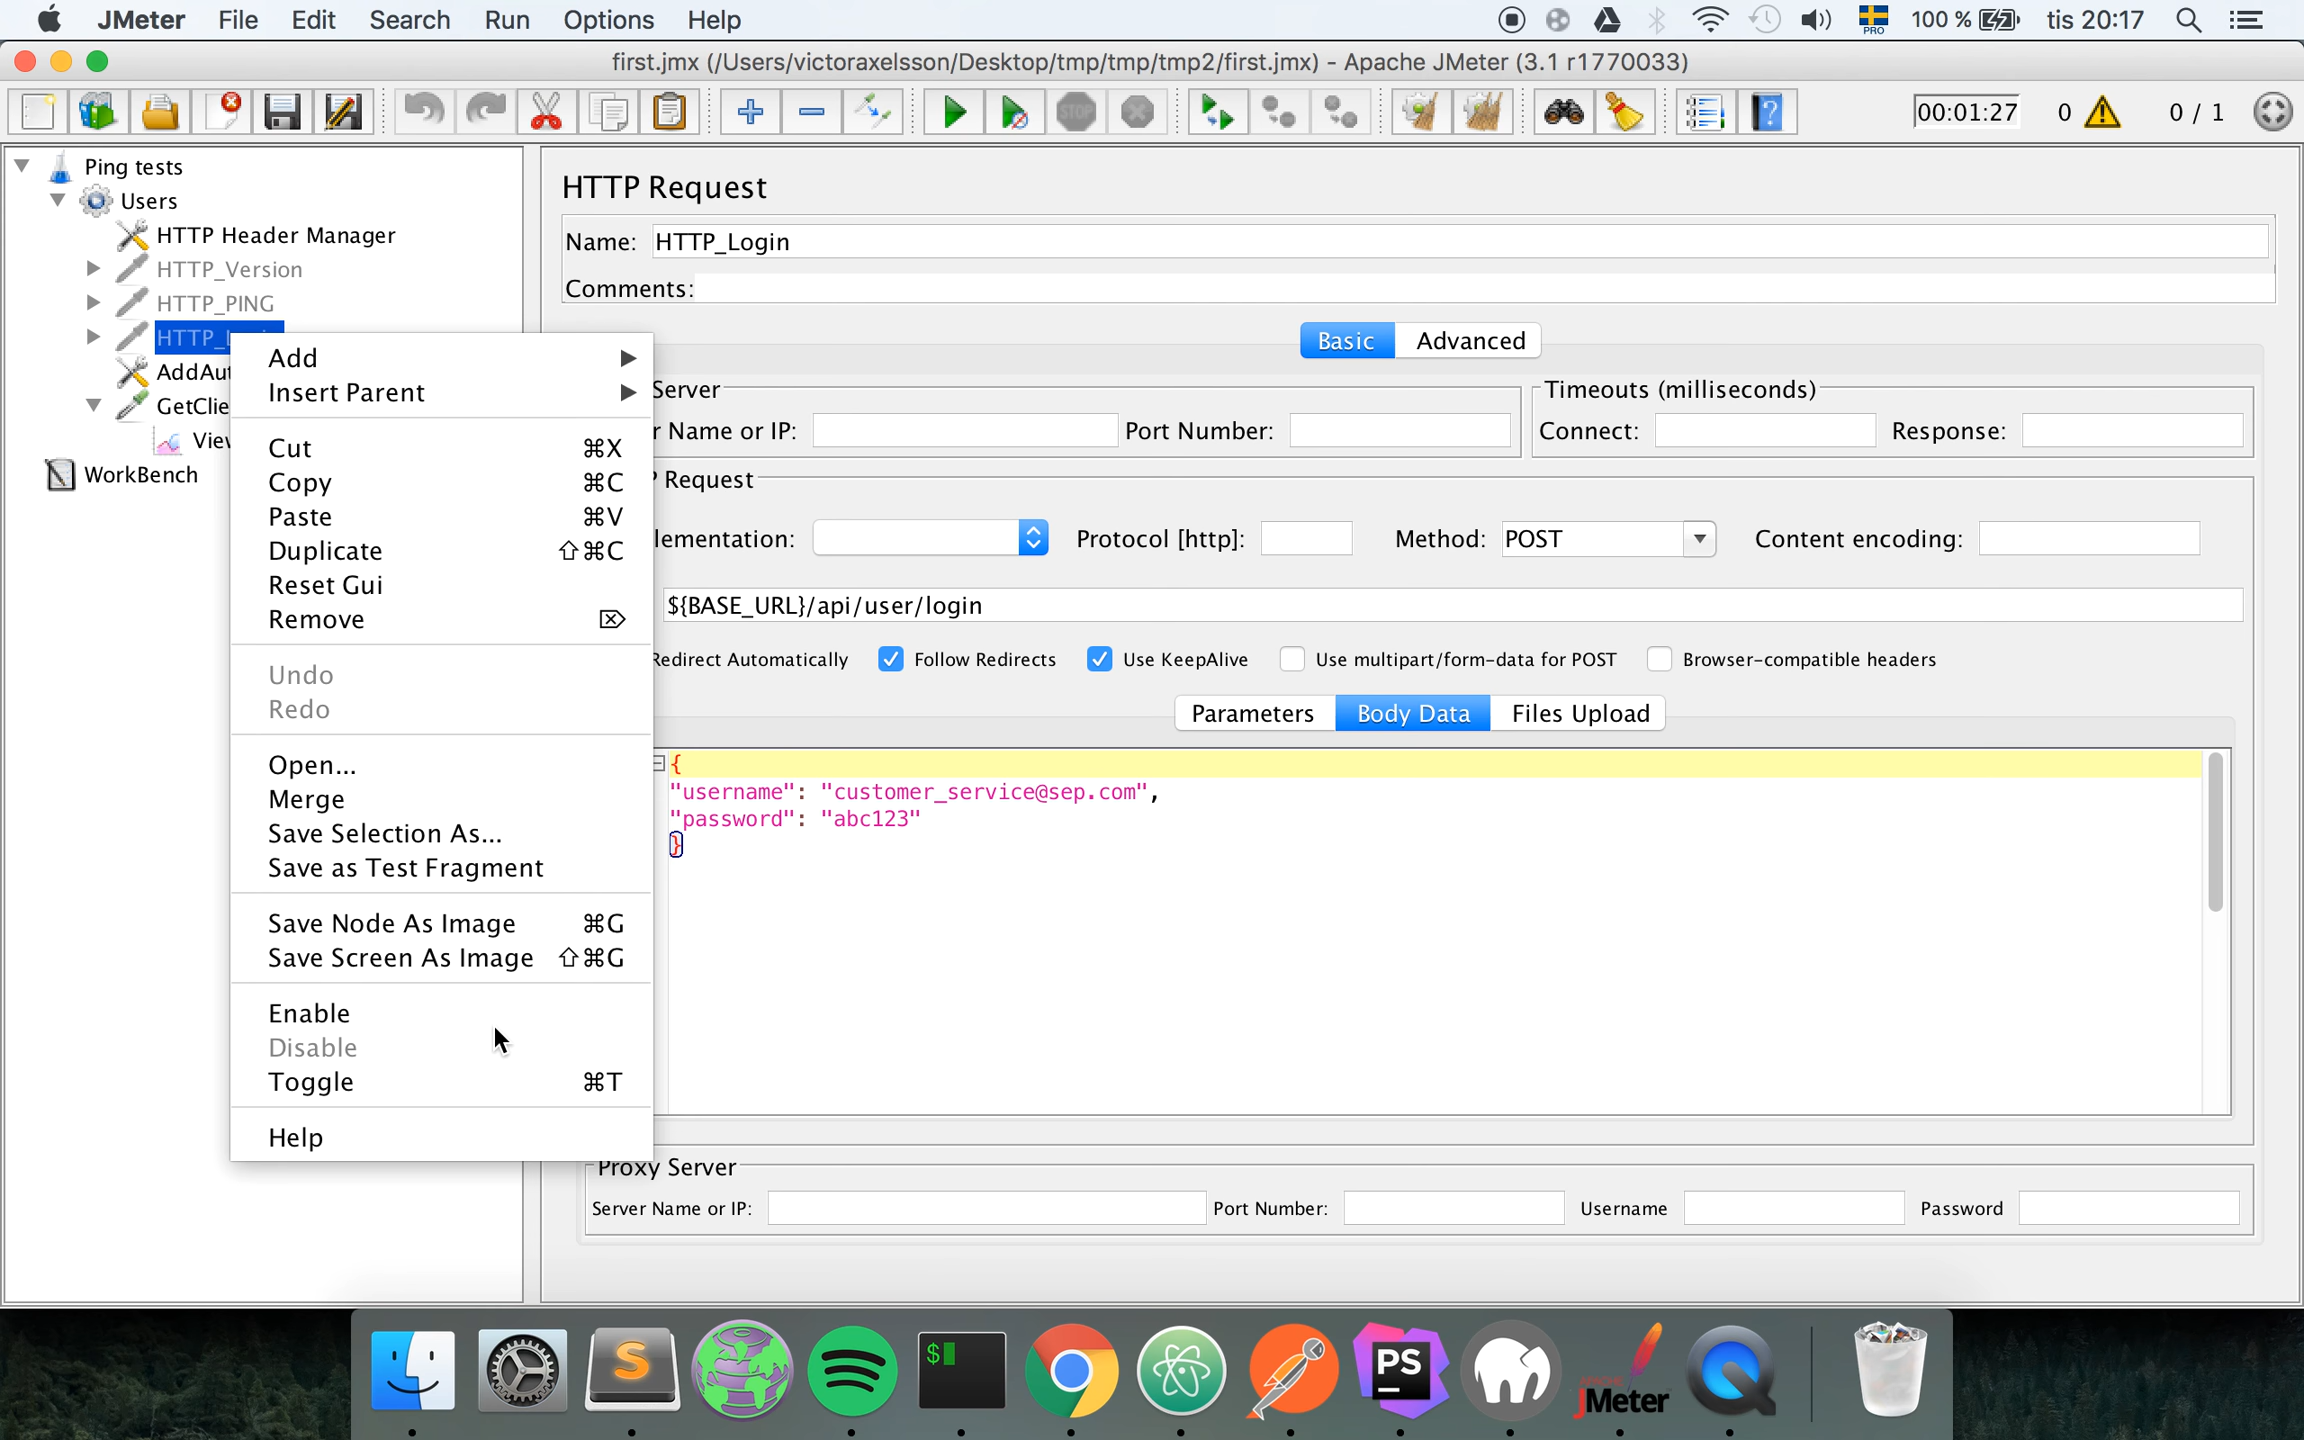 JMeter File Edit Search Run Options Help PRO 100 % tis 20:17
first.jmx (/Users/victoraxelsson/Desktop/tmp/tmp/tmp2/first.jmx) - Apache JMeter (3.1 r1770033)
STOP ? 00:01:27 0 0 / 1
Ping tests
Users
HTTP Header Manager
HTTP_Version
HTTP_PING
HTTP_L
AddAut
GetClie
View
WorkBench
Add
Insert Parent
Cut ⌘X
Copy ⌘C
Paste ⌘V
Duplicate ⇧⌘C
Reset Gui
Remove ⌦
Undo
Redo
Open...
Merge
Save Selection As...
Save as Test Fragment
Save Node As Image ⌘G
Save Screen As Image ⇧⌘G
Enable
Disable
Toggle ⌘T
Help
HTTP Request
Name: HTTP_Login
Comments:
Basic Advanced
Server Timeouts (milliseconds)
r Name or IP: Port Number: Connect: Response:
Request
lementation: Protocol [http]: Method: POST Content encoding:
${BASE_URL}/api/user/login
Redirect Automatically Follow Redirects Use KeepAlive Use multipart/form-data for POST Browser-compatible headers
Parameters Body Data Files Upload
{
"username": "customer_service@sep.com",
"password": "abc123"
}
Proxy Server
Server Name or IP: Port Number: Username Password
S $ PS APACHE JMeter